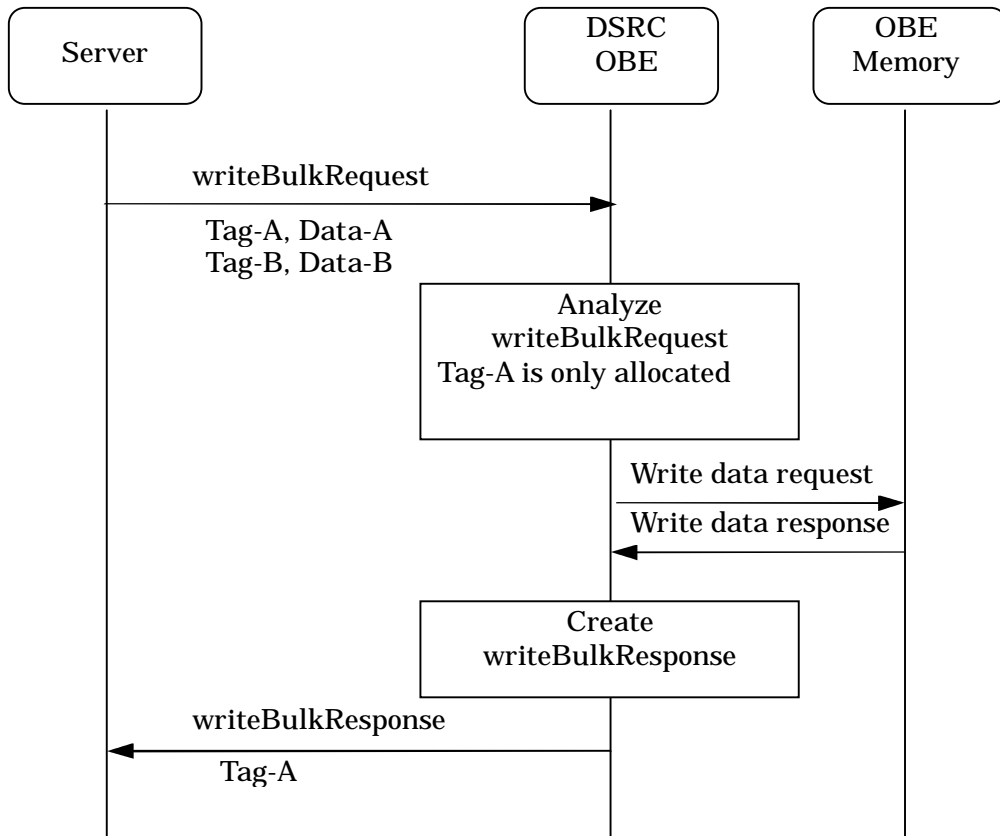 Server
DSRC
OBE
OBE
Memory
writeBulkRequest
Tag-A, Data-A
Tag-B, Data-B
Analyze
writeBulkRequest
Tag-A is only allocated
Write data request
Write data response
Create
writeBulkResponse
writeBulkResponse
Tag-A